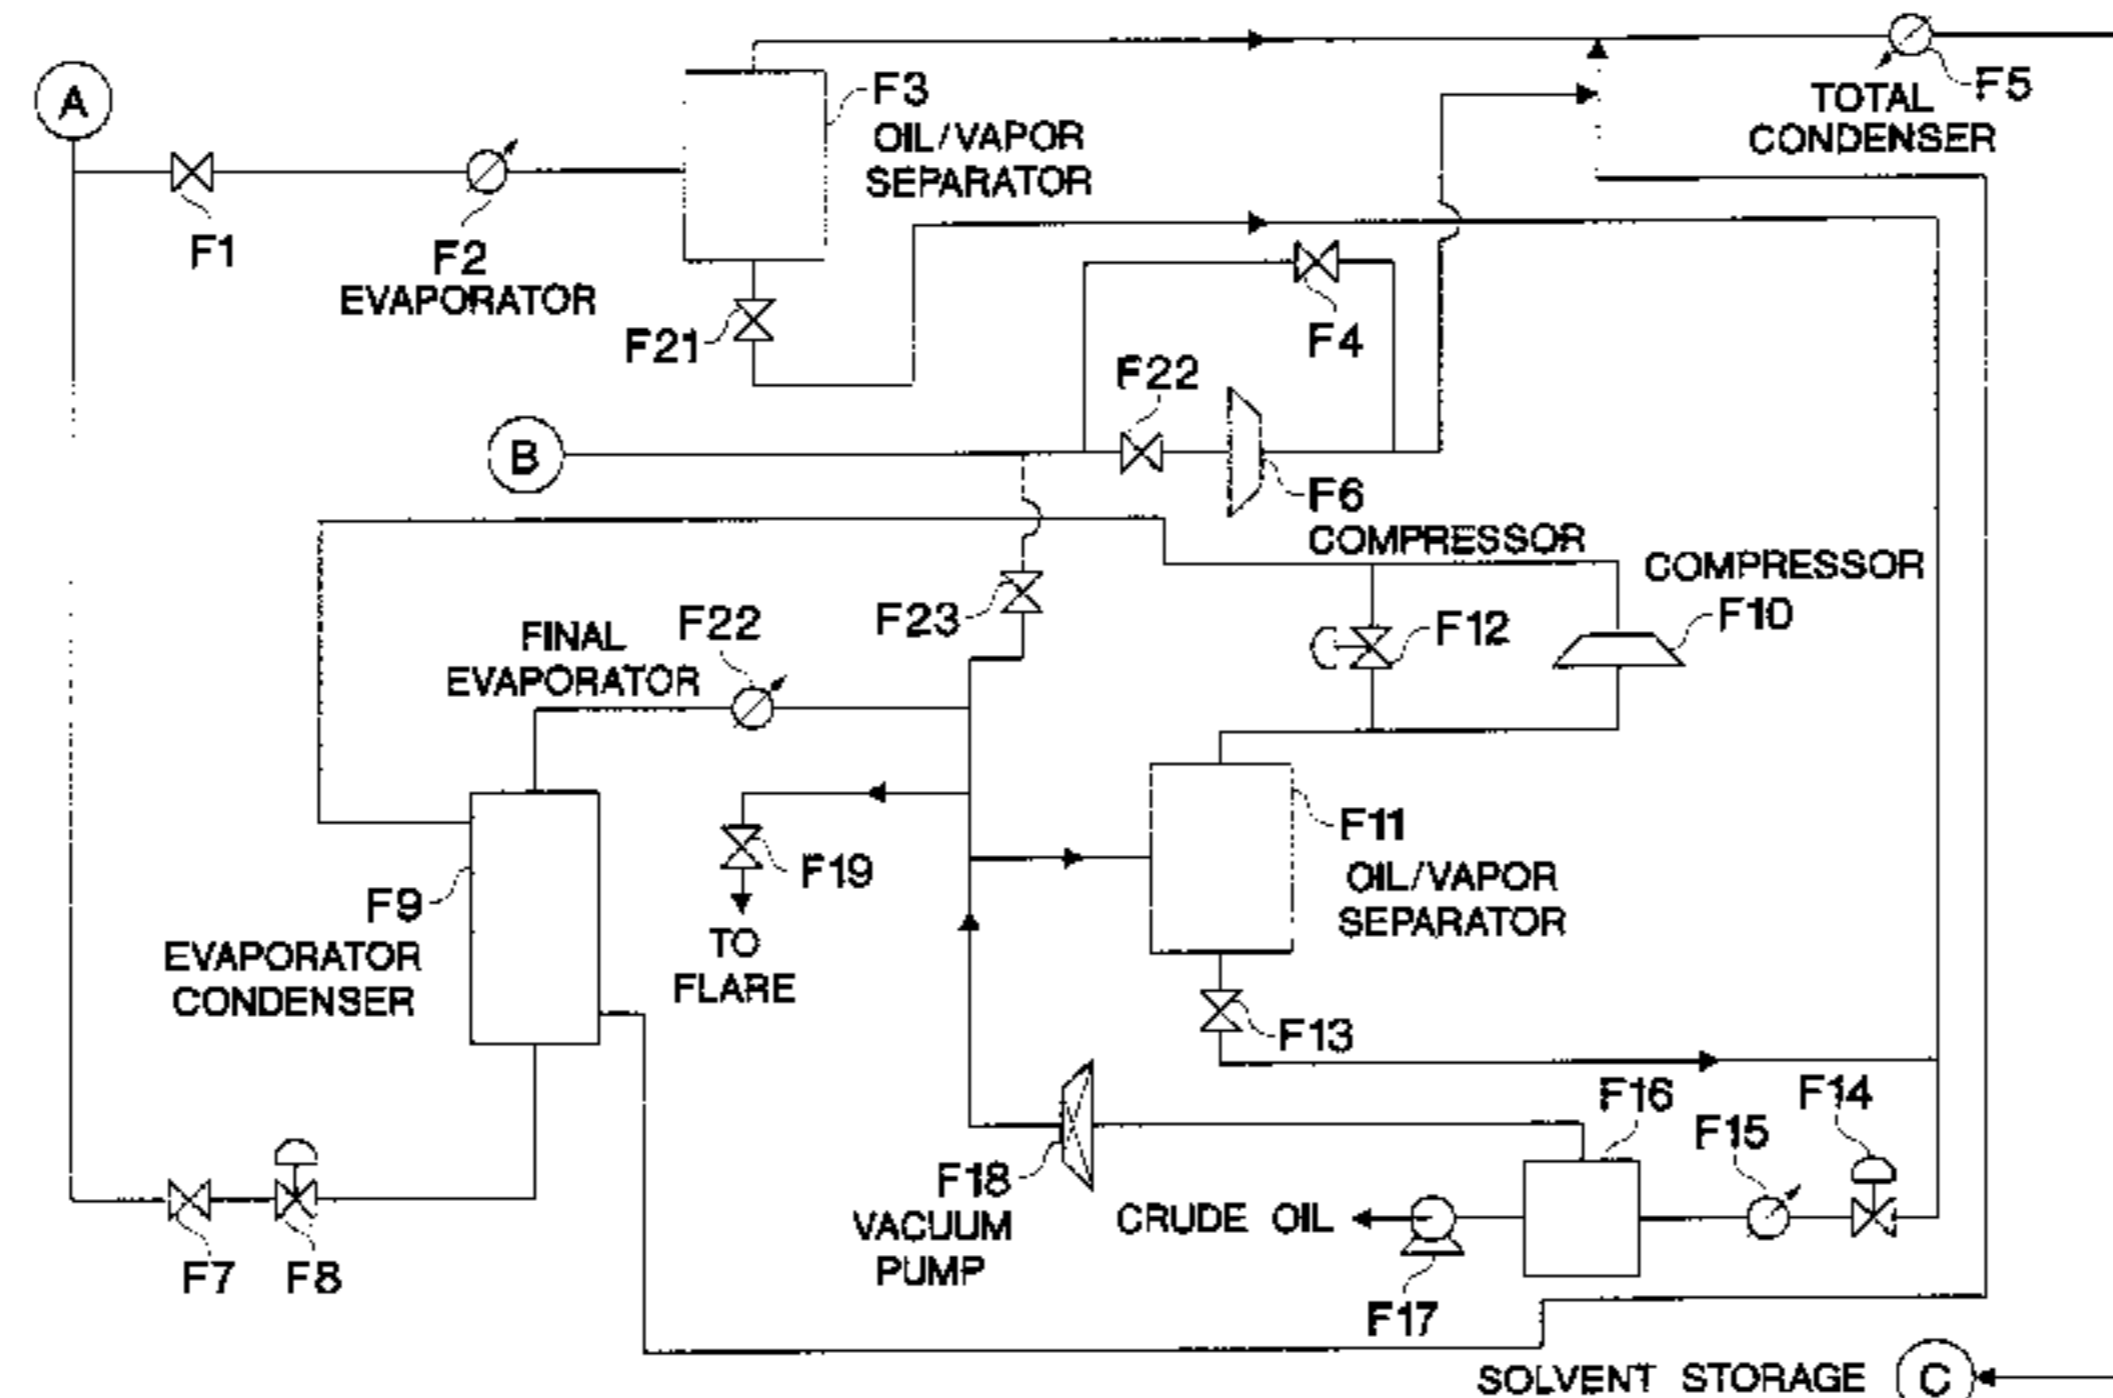 A
F3
OIL/VAPOR
SEPARATOR
F5
TOTAL
CONDENSER
F1
F2
EVAPORATOR
F21
F4
F22
B
F6
COMPRESSOR
COMPRESSOR
F10
F23
F12
FINAL
EVAPORATOR
F22
F11
OIL/VAPOR
SEPARATOR
F19
TO
FLARE
F9
EVAPORATOR
CONDENSER
F13
F16
F14
F15
F18
VACUUM
PUMP
CRUDE OIL
F17
F7
F8
SOLVENT STORAGE
C